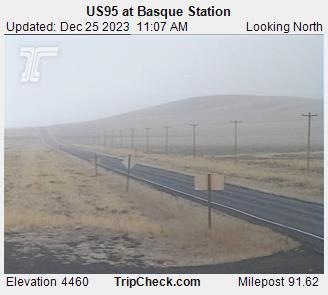 US95 at Basque Station
Updated: Dec 25 2023 11:07 AM Looking North
Elevation 4460 TripCheck.com Milepost 91.62